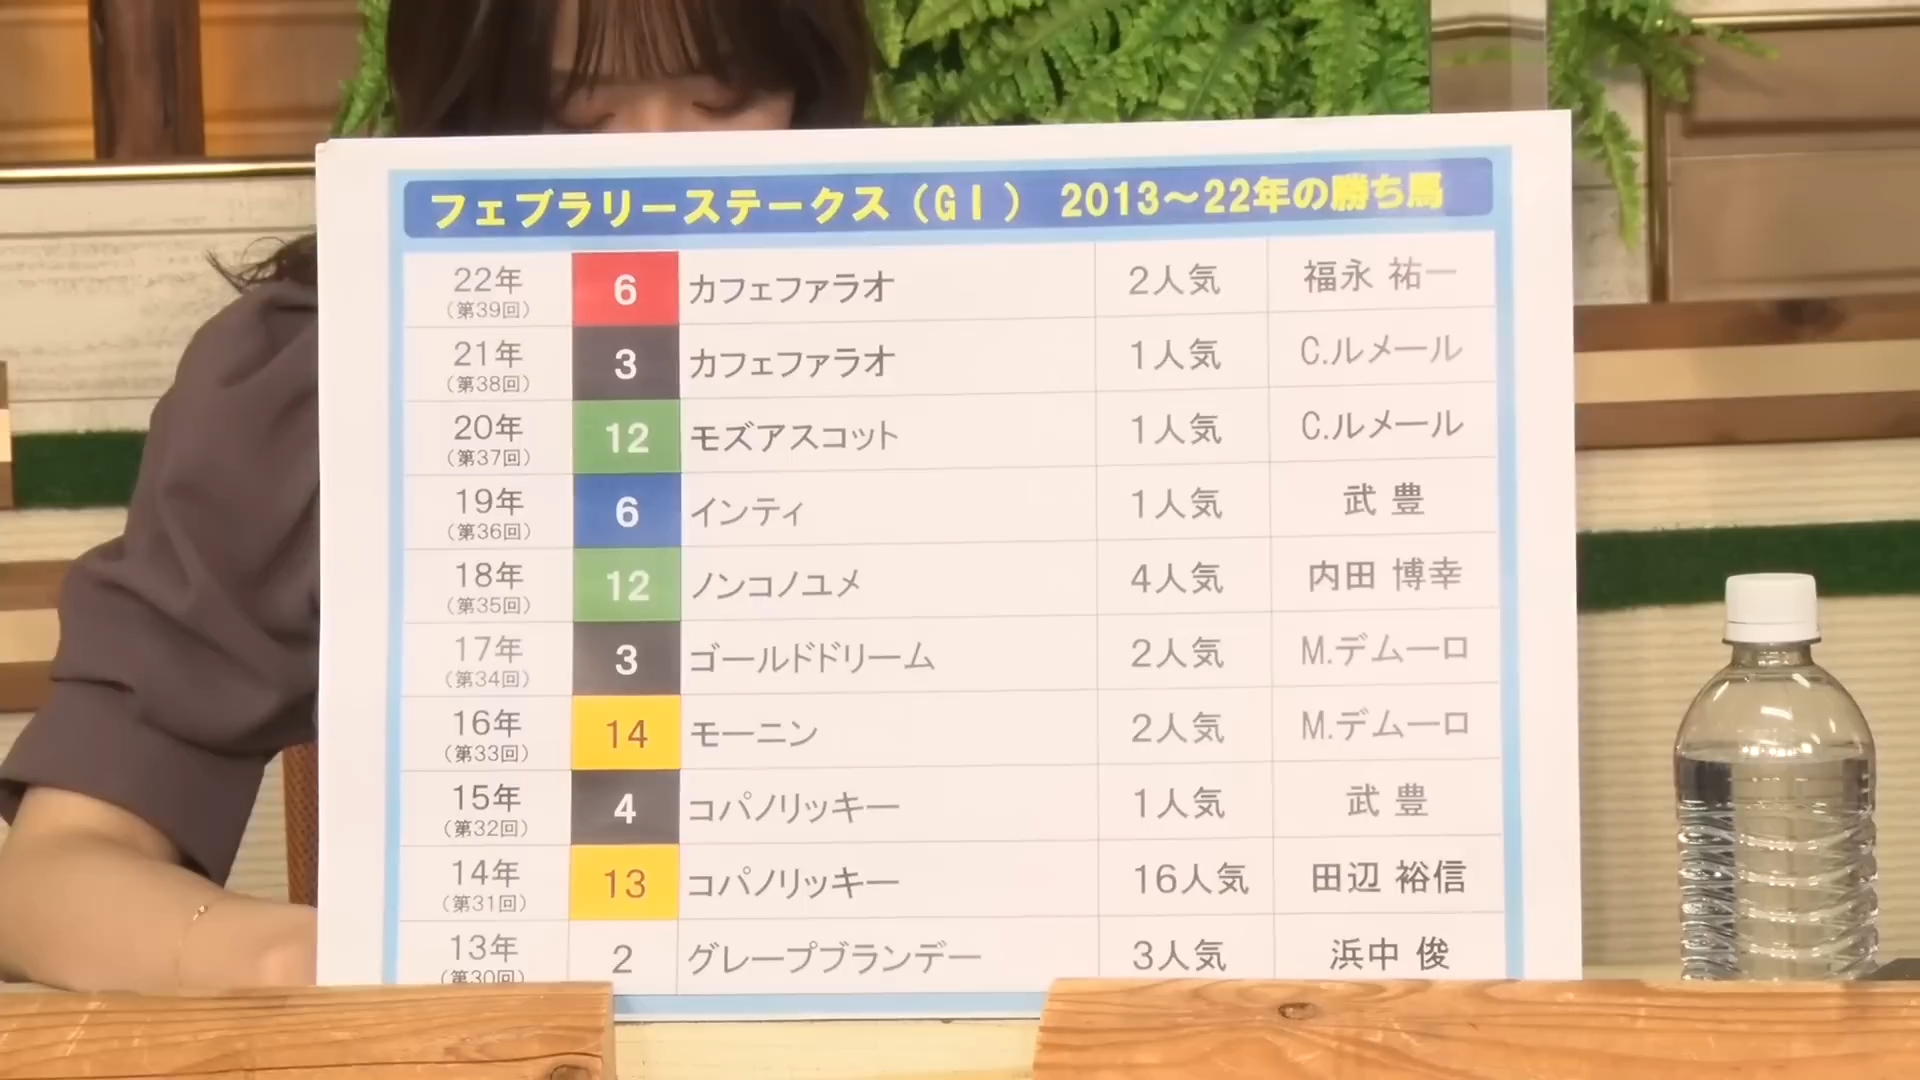 フェブラリーステークス（GⅠ） 2013～22年の勝ち馬
22年 6 カフェファラオ 2人気 福永 祐一
（第39回）
21年 3 カフェファラオ 1人気 C.ルメール
（第38回）
20年 12 モズアスコット 1人気 C.ルメール
（第37回）
19年 6 インティ 1人気 武 豊
（第36回）
18年 12 ノンコノユメ 4人気 内田 博幸
（第35回）
17年 3 ゴールドドリーム 2人気 M.デムーロ
（第34回）
16年 14 モーニン 2人気 M.デムーロ
（第33回）
15年 4 コパノリッキー 1人気 武 豊
（第32回）
14年 13 コパノリッキー 16人気 田辺 裕信
（第31回）
13年 2 グレープブランデー 3人気 浜中 俊
（第30回）